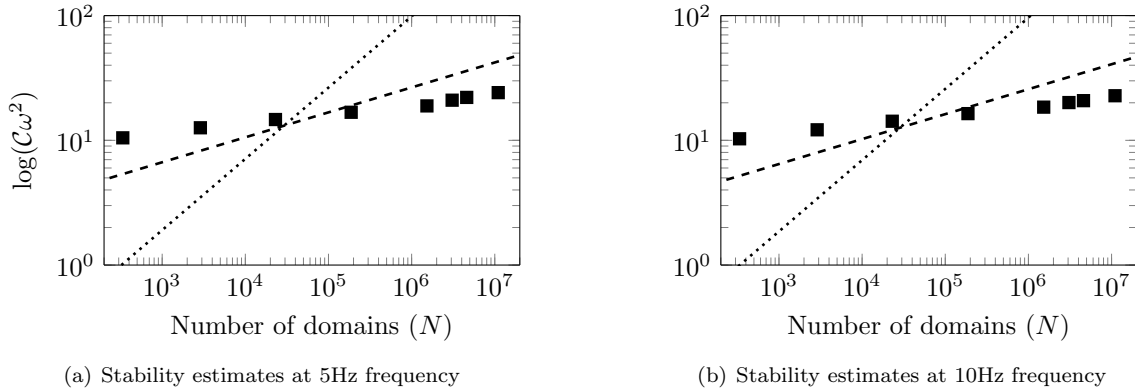 10^2
10^1
10^0
log(𝒞ω^2)
10^3 10^4 10^5 10^6 10^7
Number of domains (N)
(a) Stability estimates at 5Hz frequency
10^2
10^1
10^0
10^3 10^4 10^5 10^6 10^7
Number of domains (N)
(b) Stability estimates at 10Hz frequency